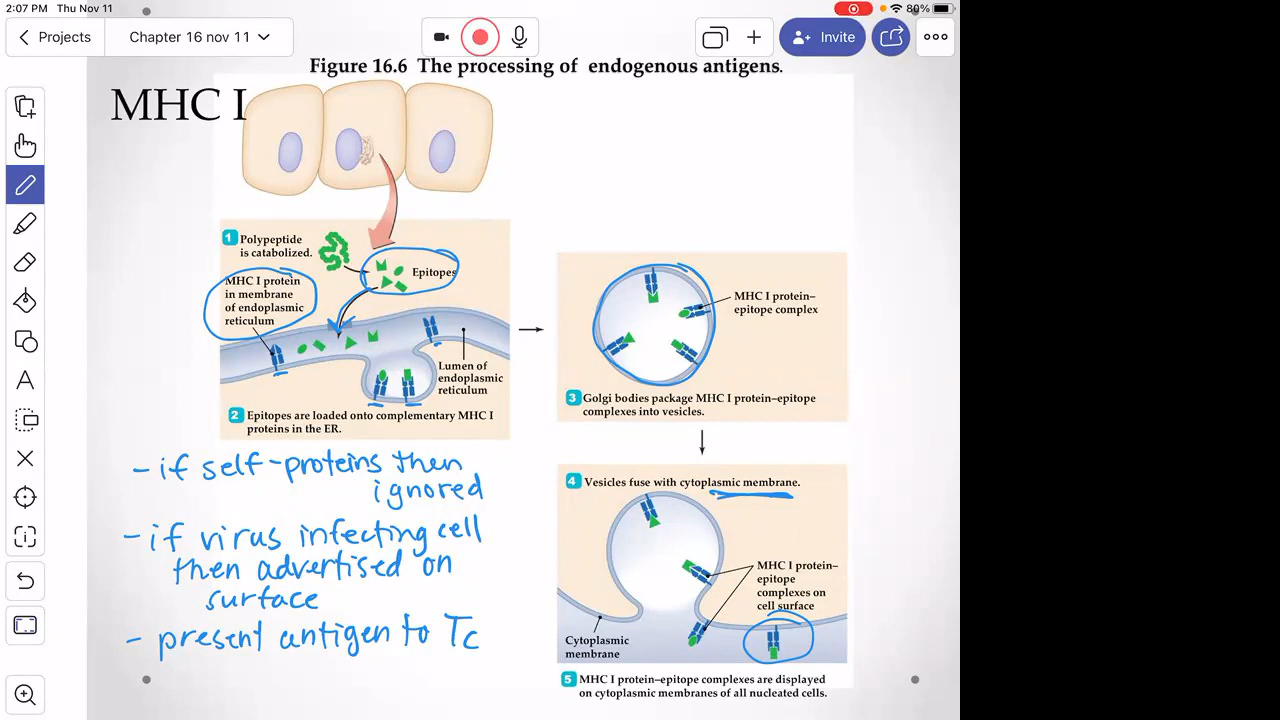 2:07 PM Thu Nov 11
80%
Projects
Chapter 16 nov 11
Invite
Figure 16.6 The processing of endogenous antigens.
MHC I
1 Polypeptide
is catabolized.
Epitopes
MHC I protein
in membrane
of endoplasmic
reticulum
Lumen of
endoplasmic
reticulum
2 Epitopes are loaded onto complementary MHC I
proteins in the ER.
MHC I protein–
epitope complex
3 Golgi bodies package MHC I protein–epitope
complexes into vesicles.
4 Vesicles fuse with cytoplasmic membrane.
MHC I protein–
epitope
complexes on
cell surface
Cytoplasmic
membrane
5 MHC I protein–epitope complexes are displayed
on cytoplasmic membranes of all nucleated cells.
- if self-proteins then
ignored
- if virus infecting cell
then advertised on
surface
- present antigen to Tc